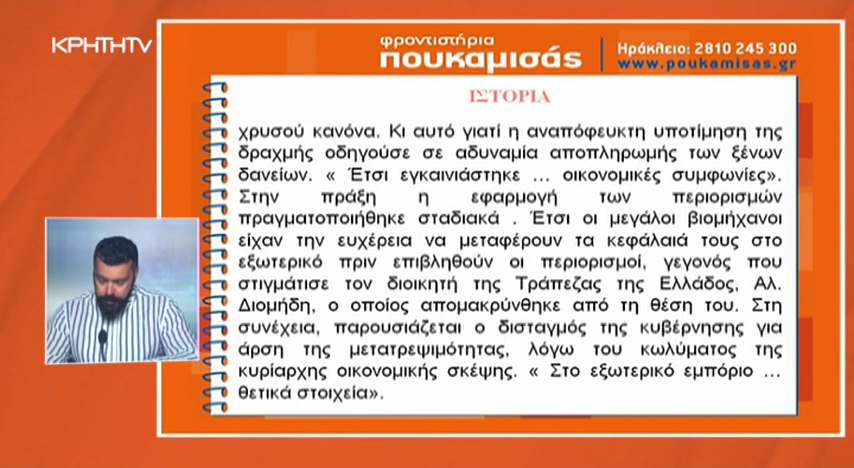 ΚΡΗΤΗTV
φροντιστήρια
πουκαμισάς
Ηράκλειο: 2810 245 300
www.poukamisas.gr
ΙΣΤΟΡΙΑ
χρυσού κανόνα. Κι αυτό γιατί η αναπόφευκτη υποτίμηση της
δραχμής οδηγούσε σε αδυναμία αποπληρωμής των ξένων
δανείων. « Έτσι εγκαινιάστηκε … οικονομικές συμφωνίες».
Στην πράξη η εφαρμογή των περιορισμών
πραγματοποιήθηκε σταδιακά . Έτσι οι μεγάλοι βιομήχανοι
είχαν την ευχέρεια να μεταφέρουν τα κεφάλαιά τους στο
εξωτερικό πριν επιβληθούν οι περιορισμοί, γεγονός που
στιγμάτισε τον διοικητή της Τράπεζας της Ελλάδος, Αλ.
Διομήδη, ο οποίος απομακρύνθηκε από τη θέση του. Στη
συνέχεια, παρουσιάζεται ο δισταγμός της κυβέρνησης για
άρση της μετατρεψιμότητας, λόγω του κωλύματος της
κυρίαρχης οικονομικής σκέψης. « Στο εξωτερικό εμπόριο …
θετικά στοιχεία».